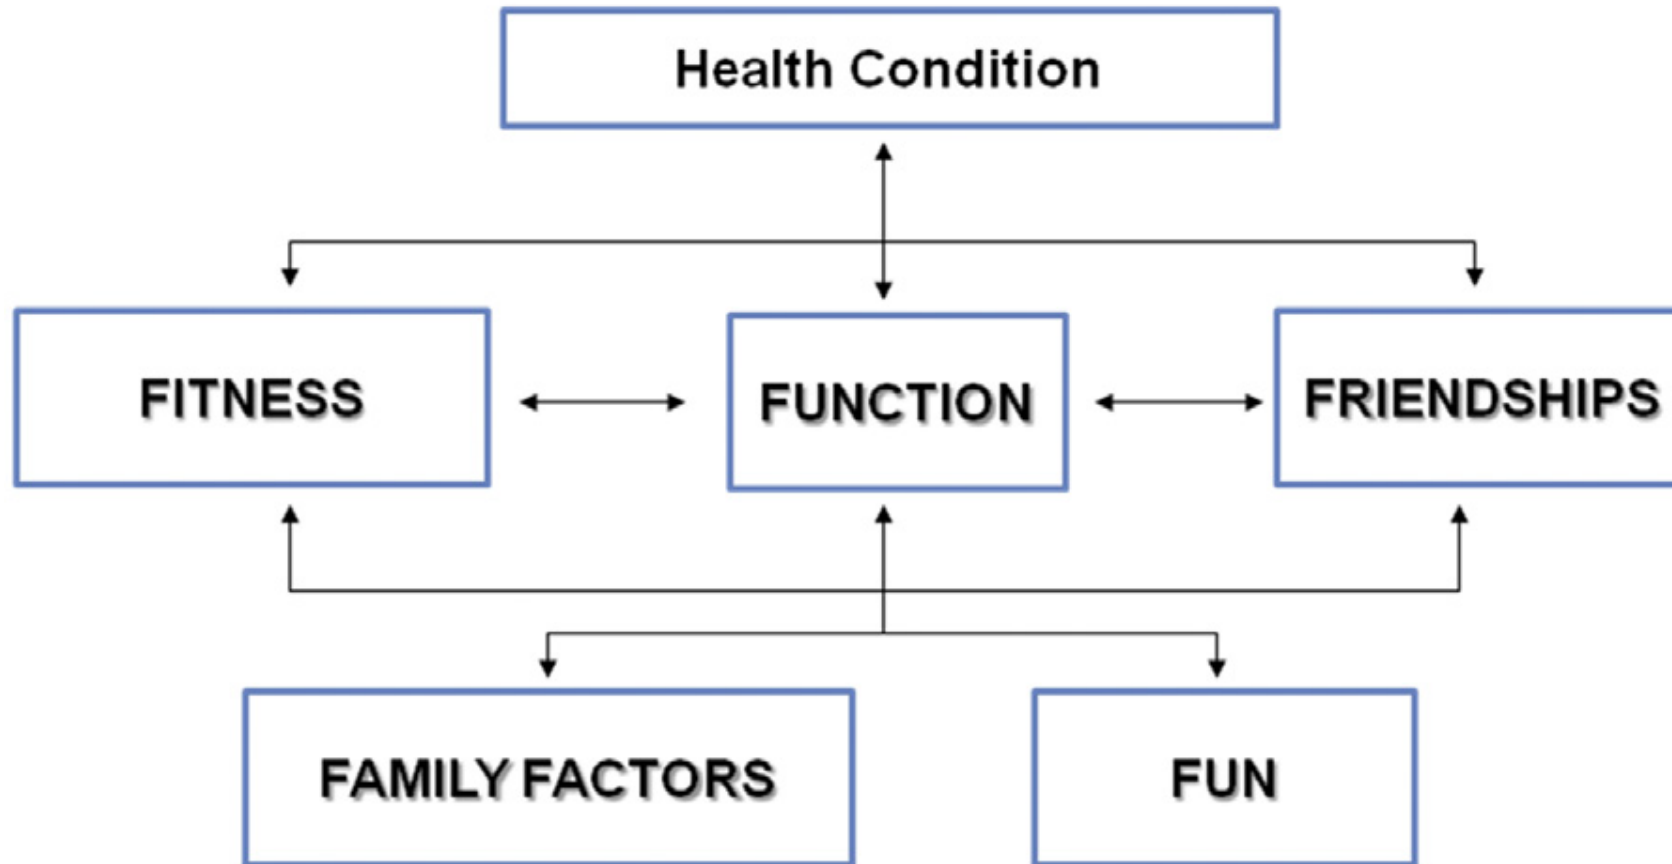 Health Condition
FITNESS
FUNCTION
FRIENDSHIPS
FAMILY FACTORS
FUN